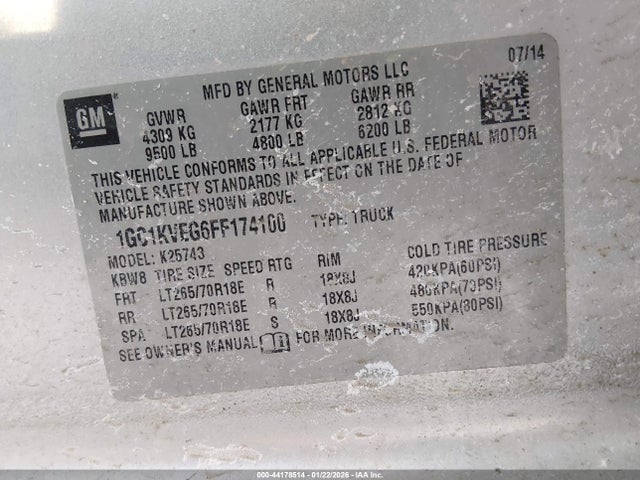 07/14
MFD BY GENERAL MOTORS LLC
GM
GVWR GAWR FRT GAWR RR
4309 KG 2177 KG 2812 KG
9500 LB 4800 LB 6200 LB
THIS VEHICLE CONFORMS TO ALL APPLICABLE U.S. FEDERAL MOTOR
VEHICLE SAFETY STANDARDS IN EFFECT ON THE DATE OF
MANUFACTURE SHOWN ABOVE.
1GC1KVEG6FF174100 TYPE: TRUCK
MODEL: K25743
KBW8 TIRE SIZE SPEED RTG RIM COLD TIRE PRESSURE
FRT LT265/70R18E R 18X8J 420KPA(60PSI)
RR LT265/70R18E R 18X8J 480KPA(70PSI)
SPA LT265/70R18E S 18X8J 550KPA(80PSI)
SEE OWNER'S MANUAL FOR MORE INFORMATION.
000-44178514 - 01/22/2026 - IAAI.COM